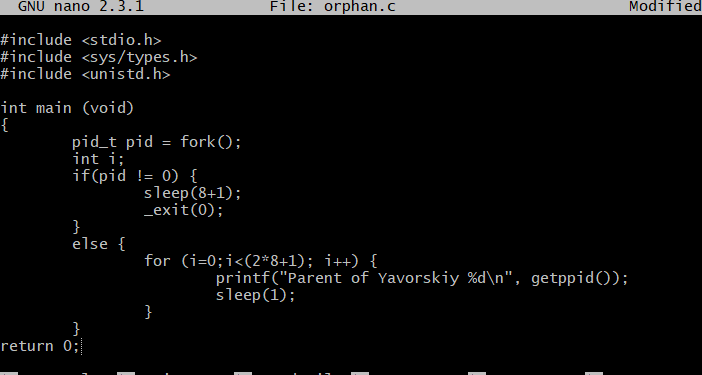 GNU nano 2.3.1 File: orphan.c Modified
#include <stdio.h>
#include <sys/types.h>
#include <unistd.h>
int main (void)
{
pid_t pid = fork();
int i;
if(pid != 0) {
sleep(8+1);
_exit(0);
}
else {
for (i=0;i<(2*8+1); i++) {
printf("Parent of Yavorskiy %d\n", getppid());
sleep(1);
}
}
return 0;